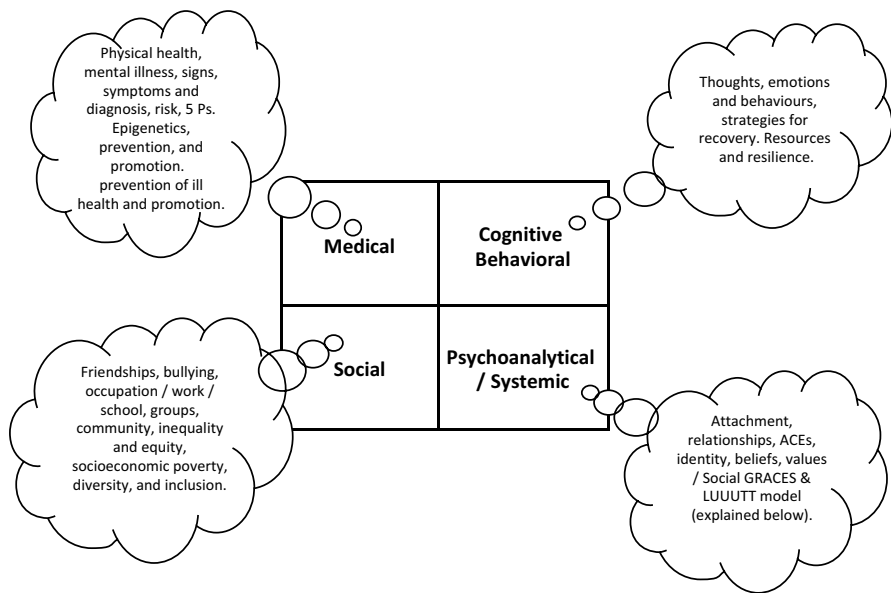 Physical health,
mental illness, signs,
symptoms and
diagnosis, risk, 5 Ps.
Epigenetics,
prevention, and
promotion.
prevention of ill
health and promotion.
Thoughts, emotions
and behaviours,
strategies for
recovery. Resources
and resilience.
Medical
Cognitive
Behavioral
Social
Psychoanalytical
/ Systemic
Friendships, bullying,
occupation / work /
school, groups,
community, inequality
and equity,
socioeconomic poverty,
diversity, and inclusion.
Attachment,
relationships, ACEs,
identity, beliefs, values
/ Social GRACES &
LUUUTT model
(explained below).